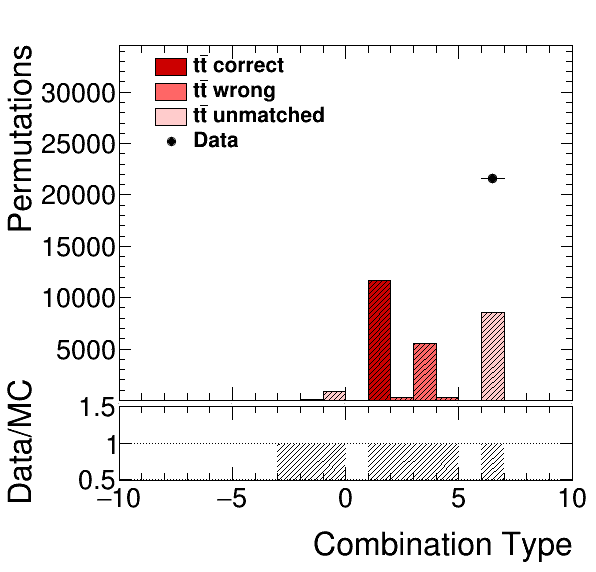 Permutations
tt̄ correct
tt̄ wrong
tt̄ unmatched
Data
30000
25000
20000
15000
10000
5000
Data/MC
1.5
1
0.5
−10 −5 0 5 10
Combination Type